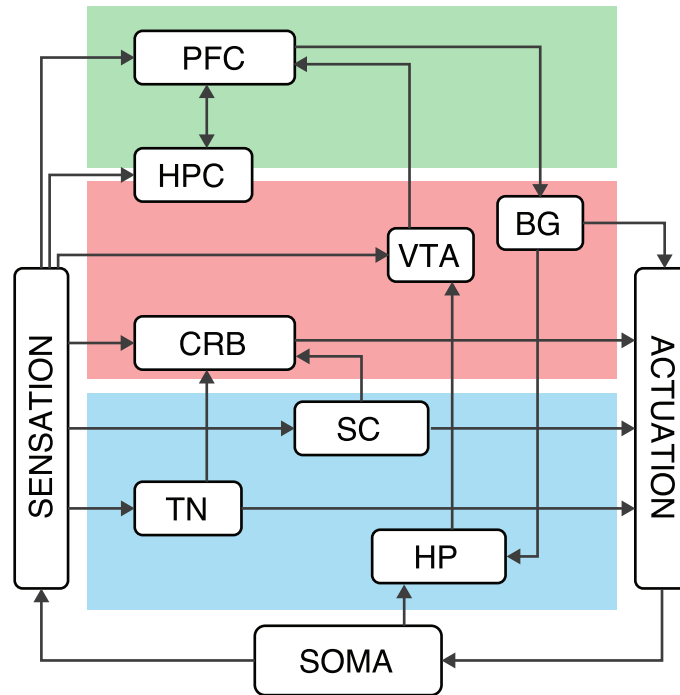 PFC
HPC
BG
VTA
SENSATION
CRB
ACTUATION
SC
TN
HP
SOMA